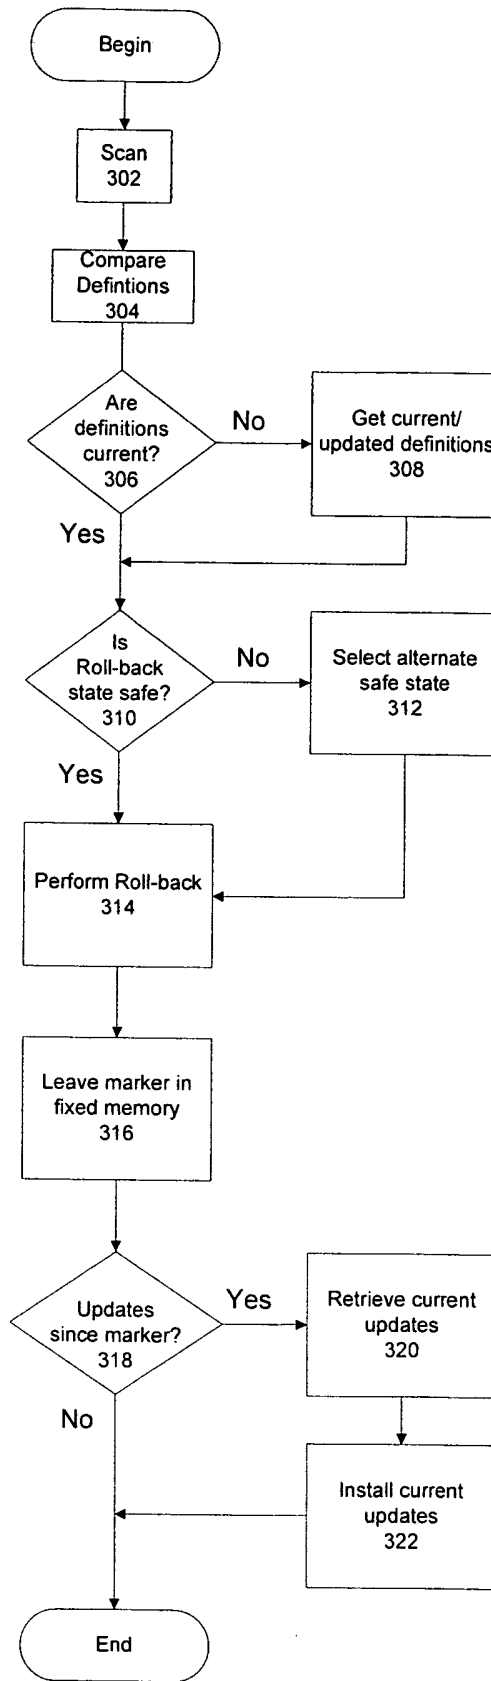 Begin
Scan
302
Compare
Defintions
304
Are
definitions
current?
306
No
Get current/
updated definitions
308
Yes
Is
Roll-back
state safe?
310
No
Select alternate
safe state
312
Yes
Perform Roll-back
314
Leave marker in
fixed memory
316
Updates
since marker?
318
Yes
Retrieve current
updates
320
No
Install current
updates
322
End